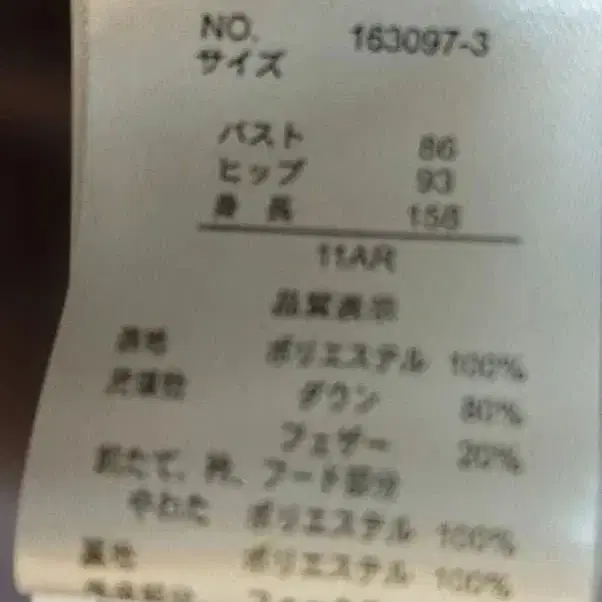 NO. 163097-3
サイズ
バスト 86
ヒップ 93
身長 158
11AR
品質表示
表地 ポリエステル 100%
充填物 ダウン 80%
フェザー 20%
前たて、衿、フード部分
中わた ポリエステル 100%
裏地 ポリエステル 100%